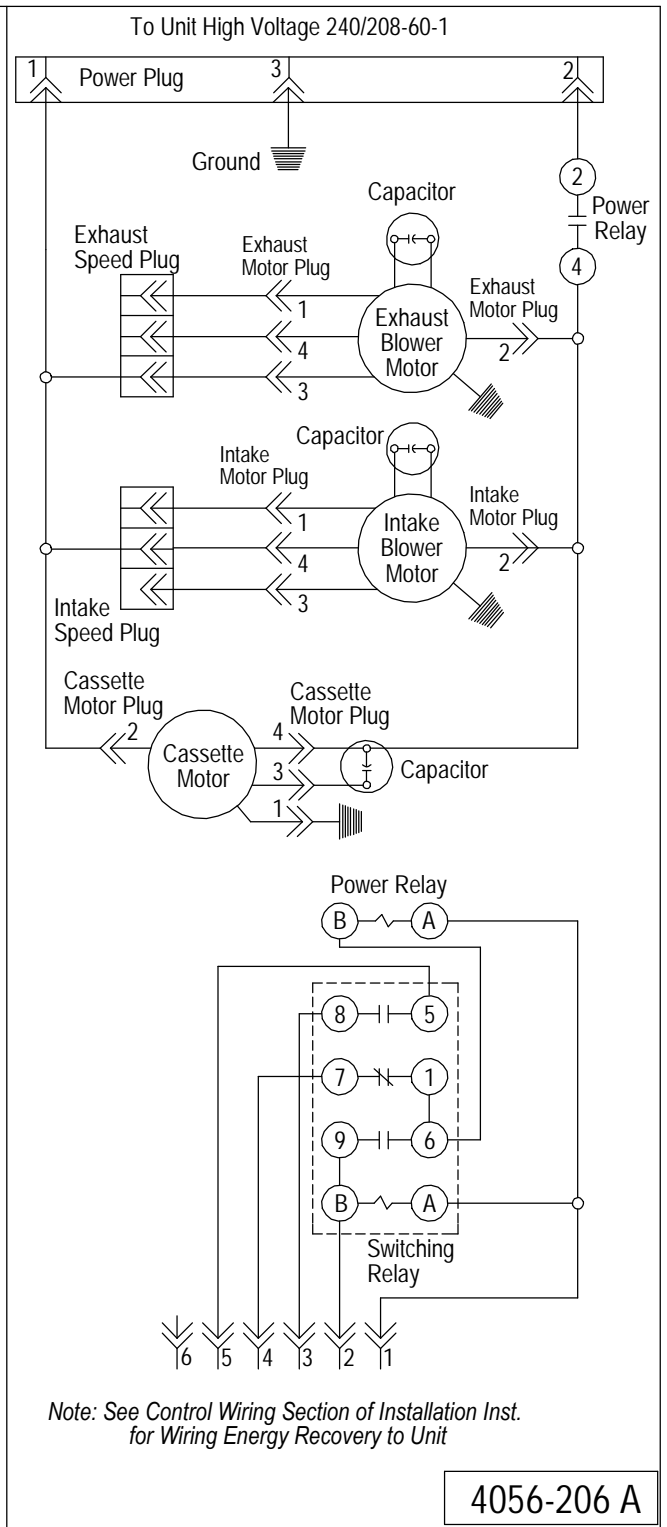 To Unit High Voltage 240/208-60-1
1
3
2
Power Plug
Ground
2
Power
Relay
4
Capacitor
Exhaust
Speed Plug
Exhaust
Motor Plug
1
4
3
Exhaust
Blower
Motor
Exhaust
Motor Plug
2
Capacitor
Intake
Motor Plug
1
4
3
Intake
Blower
Motor
Intake
Motor Plug
2
Intake
Speed Plug
Cassette
Motor Plug
2
Cassette
Motor
Cassette
Motor Plug
4
3
1
Capacitor
Power Relay
B
A
8
5
7
1
9
6
B
A
Switching
Relay
6
5
4
3
2
1
Note: See Control Wiring Section of Installation Inst.
for Wiring Energy Recovery to Unit
4056-206 A